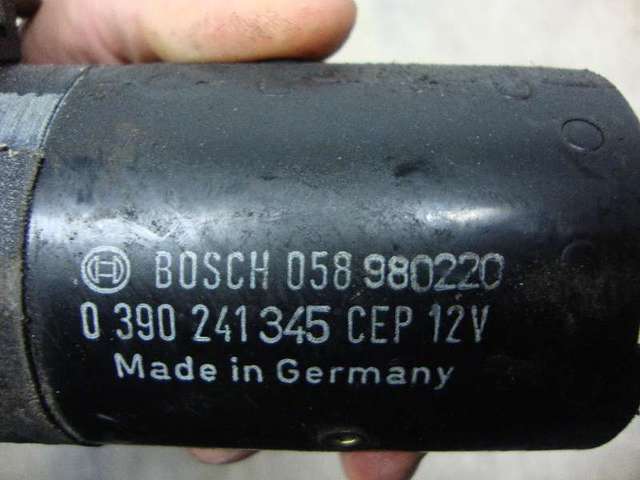 BOSCH 058 980220
0 390 241 345 CEP 12V
Made in Germany